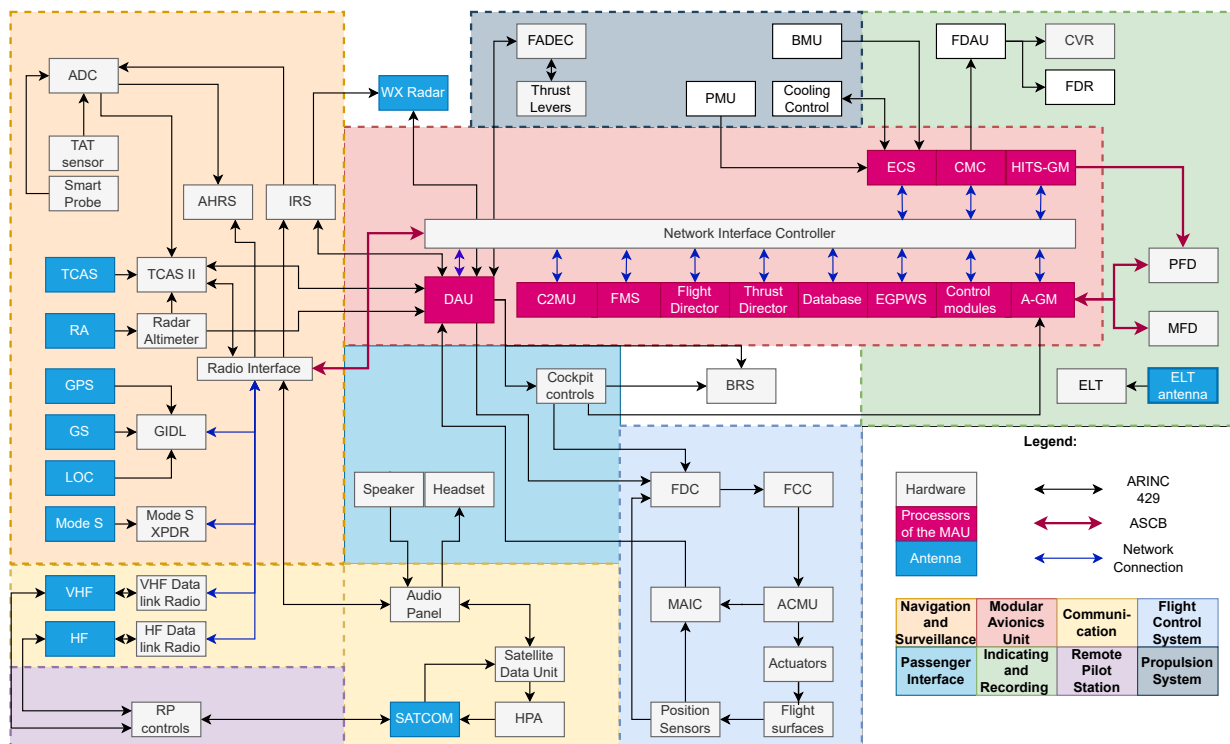 FADEC
BMU
FDAU
CVR
ADC
WX Radar
FDR
Thrust
Levers
PMU
Cooling
Control
TAT
sensor
Smart
Probe
AHRS
IRS
ECS
CMC
HITS-GM
Network Interface Controller
TCAS
TCAS II
PFD
DAU
C2MU
FMS
Flight
Director
Thrust
Director
Database
EGPWS
Control
modules
A-GM
RA
Radar
Altimeter
MFD
Radio Interface
GPS
Cockpit
controls
BRS
ELT
ELT
antenna
GS
GIDL
LOC
Legend:
Speaker
Headset
FDC
FCC
Hardware
ARINC
429
Mode S
Mode S
XPDR
Processors
of the MAU
ASCB
Antenna
Network
Connection
VHF
VHF Data
link Radio
Audio
Panel
MAIC
ACMU
HF
HF Data
link Radio
Navigation
and
Surveillance
Modular
Avionics
Unit
Communi-
cation
Flight
Control
System
Satellite
Data Unit
Actuators
Passenger
Interface
Indicating
and
Recording
Remote
Pilot
Station
Propulsion
System
RP
controls
SATCOM
HPA
Position
Sensors
Flight
surfaces